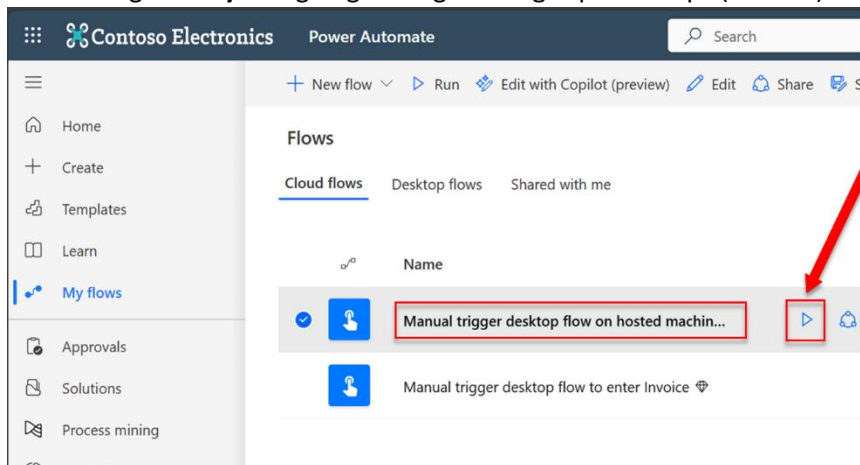 Contoso Electronics Power Automate Search
New flow Run Edit with Copilot (preview) Edit Share S
Home
Create
Templates
Learn
My flows
Approvals
Solutions
Process mining
Flows
Cloud flows Desktop flows Shared with me
Name
Manual trigger desktop flow on hosted machin...
Manual trigger desktop flow to enter Invoice